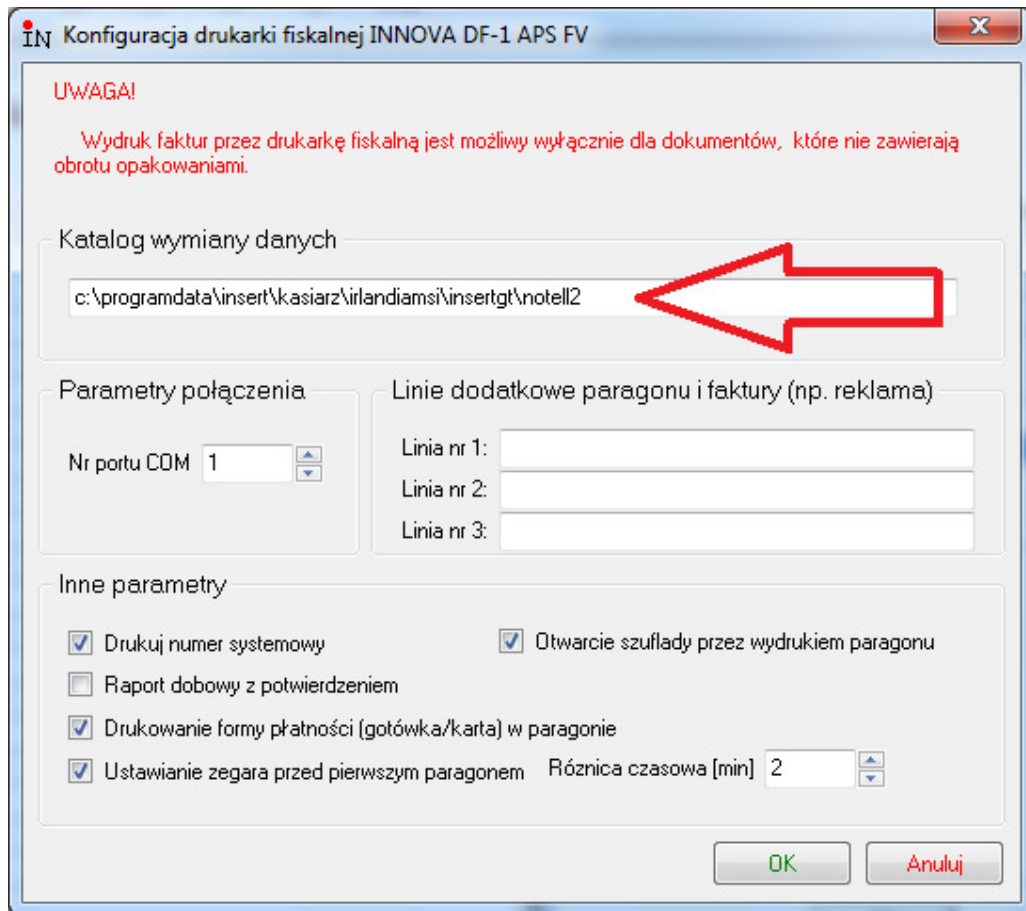 iN Konfiguracja drukarki fiskalnej INNOVA DF-1 APS FV
X
UWAGA!
Wydruk faktur przez drukarkę fiskalną jest możliwy wyłącznie dla dokumentów, które nie zawierają
obrotu opakowaniami.
Katalog wymiany danych
c:\programdata\insert\kasiarz\irlandiamsi\insertgt\notell2
Parametry połączenia
Nr portu COM 1
Linie dodatkowe paragonu i faktury (np. reklama)
Linia nr 1:
Linia nr 2:
Linia nr 3:
Inne parametry
Drukuj numer systemowy
Otwarcie szuflady przez wydrukiem paragonu
Raport dobowy z potwierdzeniem
Drukowanie formy płatności (gotówka/karta) w paragonie
Ustawianie zegara przed pierwszym paragonem
Róznica czasowa [min] 2
OK
Anuluj